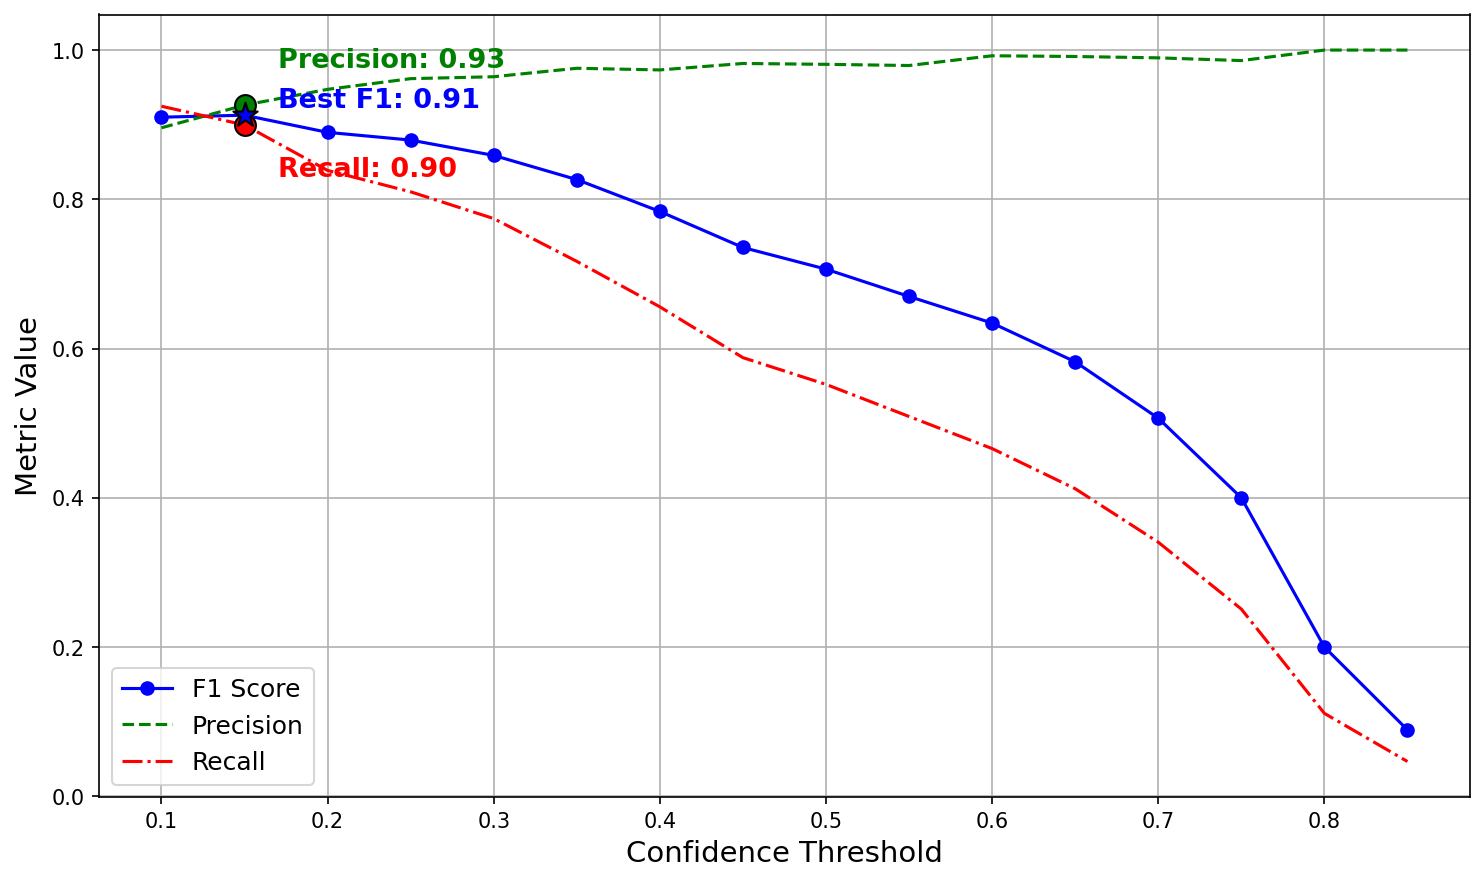 Precision: 0.93
Best F1: 0.91
Recall: 0.90
1.0
0.8
0.6
0.4
0.2
0.0
Metric Value
F1 Score
Precision
Recall
0.1 0.2 0.3 0.4 0.5 0.6 0.7 0.8
Confidence Threshold